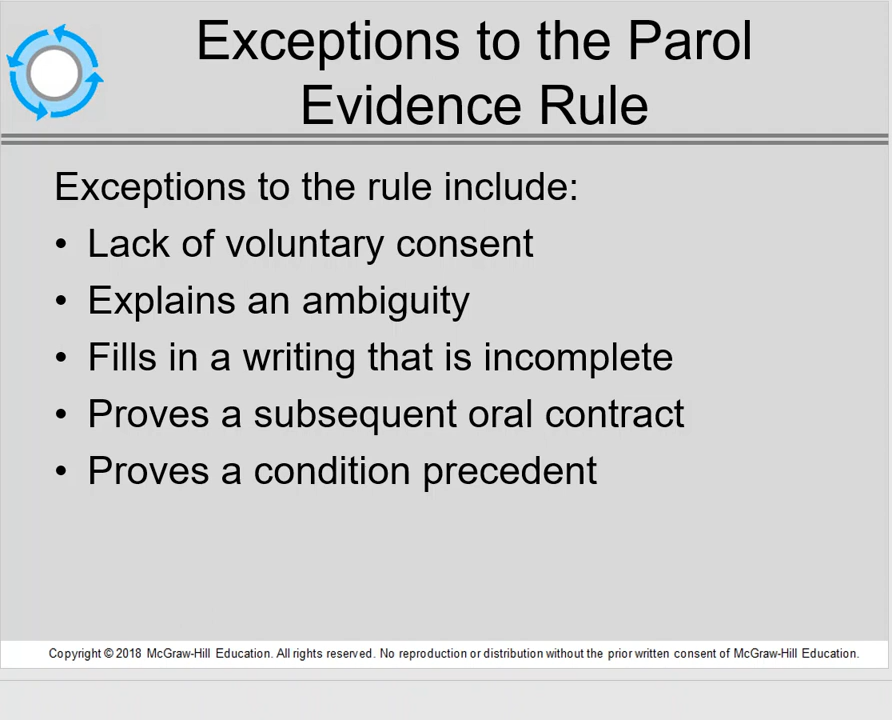 Exceptions to the Parol
Evidence Rule
Exceptions to the rule include:
• Lack of voluntary consent
• Explains an ambiguity
• Fills in a writing that is incomplete
• Proves a subsequent oral contract
• Proves a condition precedent
Copyright © 2018 McGraw-Hill Education. All rights reserved. No reproduction or distribution without the prior written consent of McGraw-Hill Education.